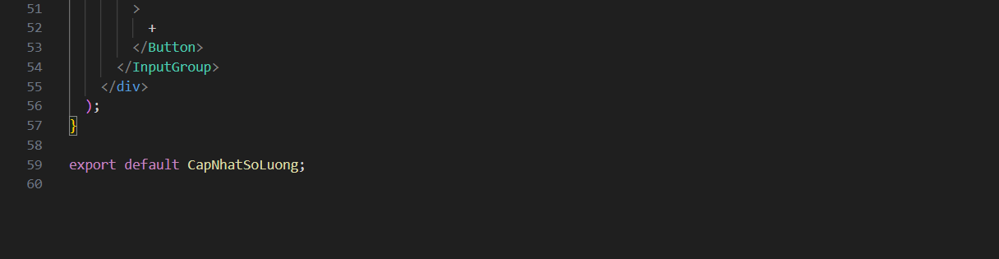 51 >
52 +
53 </Button>
54 </InputGroup>
55 </div>
56 );
57 }
58
59 export default CapNhatSoLuong;
60